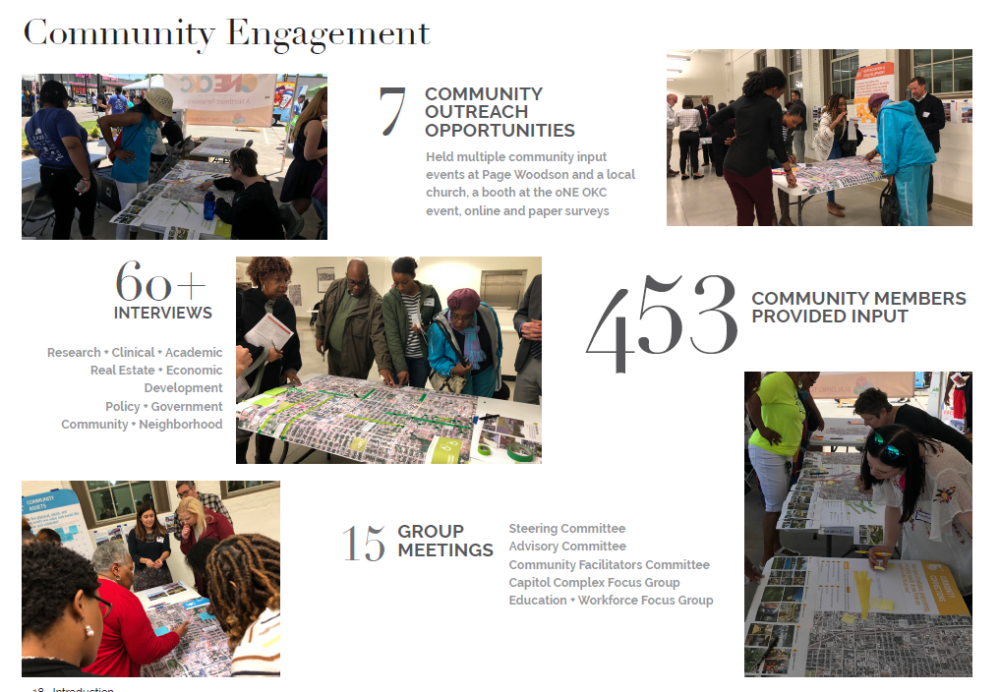 Community Engagement
7
COMMUNITY
OUTREACH
OPPORTUNITIES
Held multiple community input
events at Page Woodson and a local
church, a booth at the oNE OKC
event, online and paper surveys
60+
INTERVIEWS
Research + Clinical + Academic
Real Estate + Economic
Development
Policy + Government
Community + Neighborhood
453
COMMUNITY MEMBERS
PROVIDED INPUT
COMMUNITY
ASSETS
15
GROUP
MEETINGS
Steering Committee
Advisory Committee
Community Facilitators Committee
Capitol Complex Focus Group
Education + Workforce Focus Group
18 Introduction